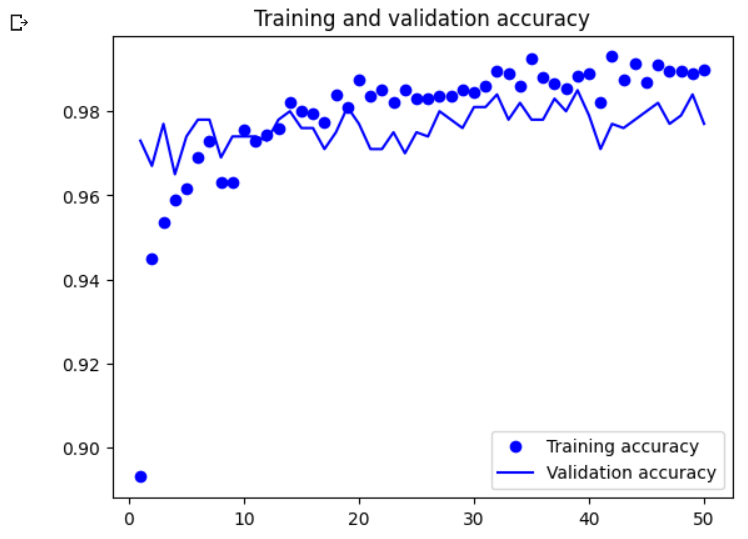 Training and validation accuracy
0.98
0.96
0.94
0.92
0.90
Training accuracy
Validation accuracy
0 10 20 30 40 50